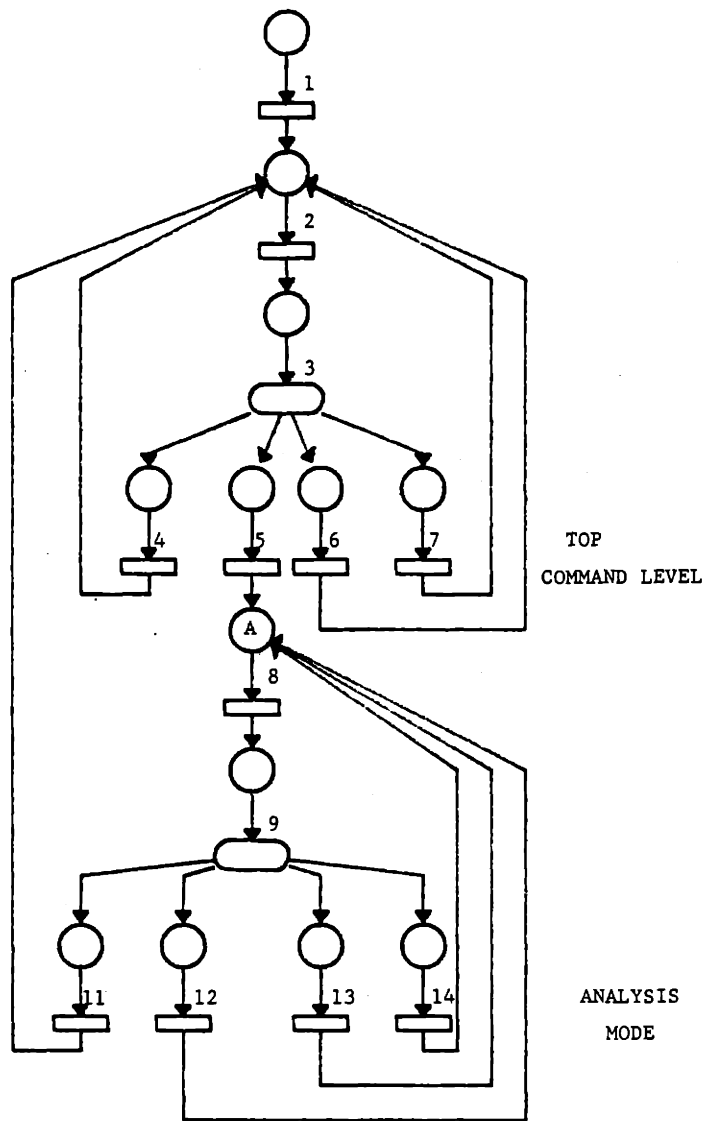 1
2
3
4 5 6 7
TOP
COMMAND LEVEL
A
8
9
11 12 13 14
ANALYSIS
MODE